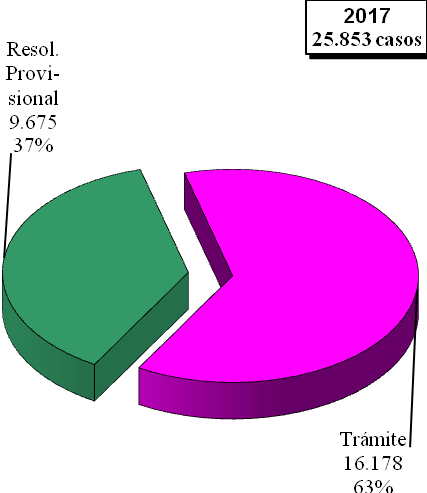 2017
25.853 casos
Resol.
Provi-
sional
9.675
37%
Trámite
16.178
63%